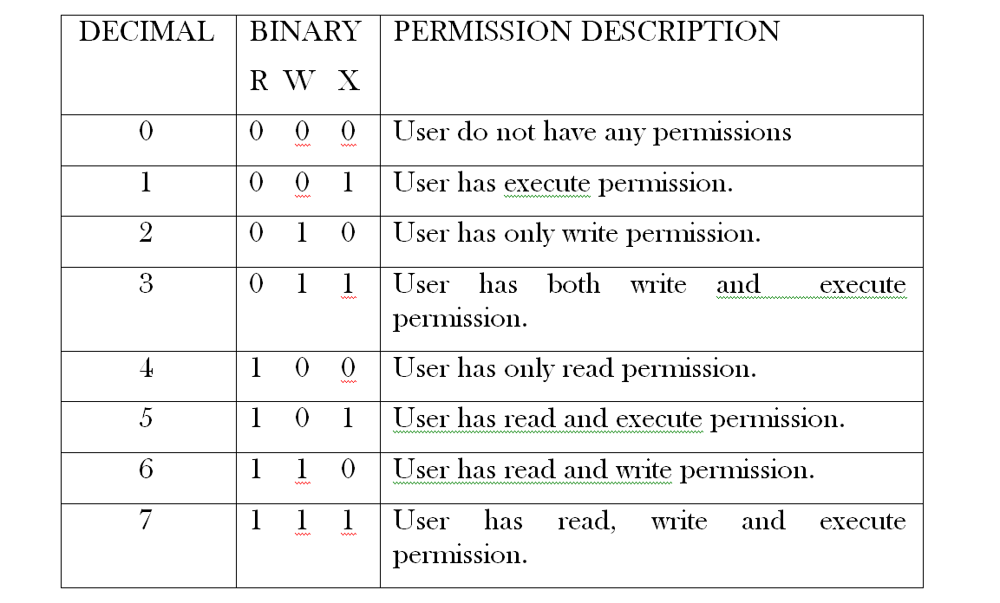 DECIMAL BINARY PERMISSION DESCRIPTION
R W X
0 0 0 0 User do not have any permissions
1 0 0 1 User has execute permission.
2 0 1 0 User has only write permission.
3 0 1 1 User has both write and execute
permission.
4 1 0 0 User has only read permission.
5 1 0 1 User has read and execute permission.
6 1 1 0 User has read and write permission.
7 1 1 1 User has read, write and execute
permission.